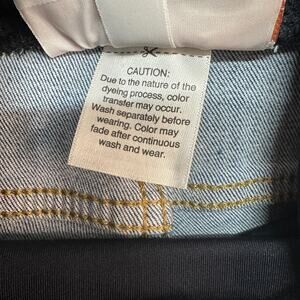 CAUTION:
Due to the nature of the
dyeing process, color
transfer may occur.
Wash separately before
wearing. Color may
fade after continuous
wash and wear.